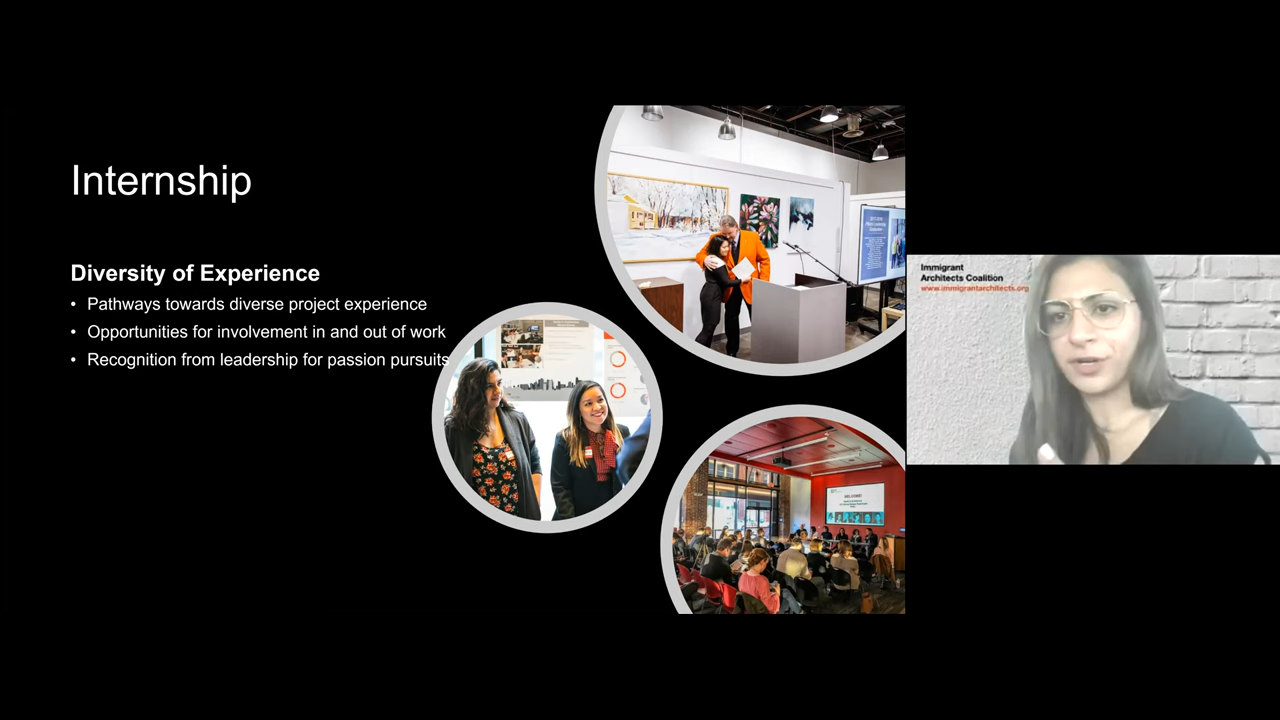 Internship
Diversity of Experience
• Pathways towards diverse project experience
• Opportunities for involvement in and out of work
• Recognition from leadership for passion pursuits
Immigrant
Architects Coalition
www.immigrantarchitects.org
WELCOME!